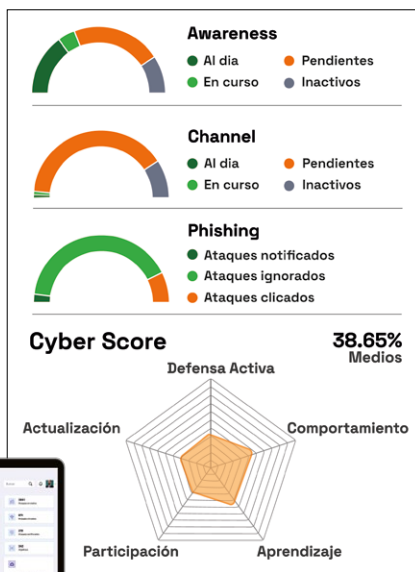 Awareness
Al dia
Pendientes
En curso
Inactivos
Channel
Al dia
Pendientes
En curso
Inactivos
Phishing
Ataques notificados
Ataques ignorados
Ataques clicados
Cyber Score
38.65%
Medios
Defensa Activa
Actualización
Comportamiento
Participación
Aprendizaje